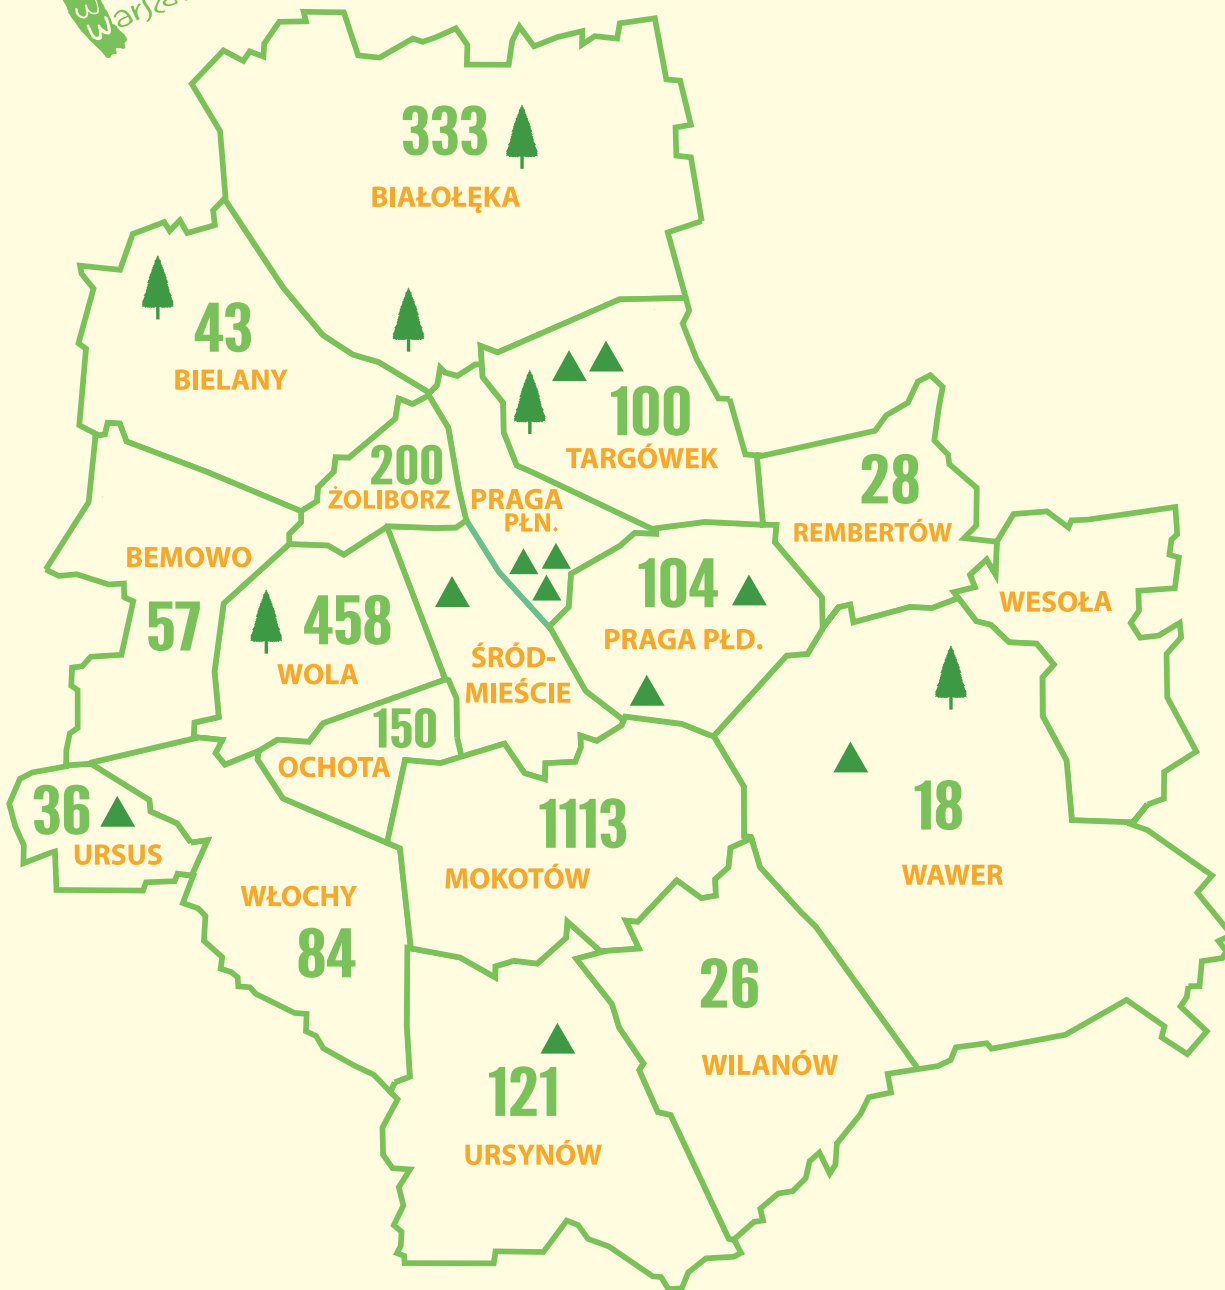 333
BIAŁOŁĘKA
43
BIELANY
100
TARGÓWEK
200
ŻOLIBORZ
PRAGA
PŁN.
28
REMBERTÓW
BEMOWO
57
458
WOLA
ŚRÓD-
MIEŚCIE
104
PRAGA PŁD.
WESOŁA
150
OCHOTA
36
URSUS
1113
MOKOTÓW
18
WAWER
WŁOCHY
84
26
WILANÓW
121
URSYNÓW